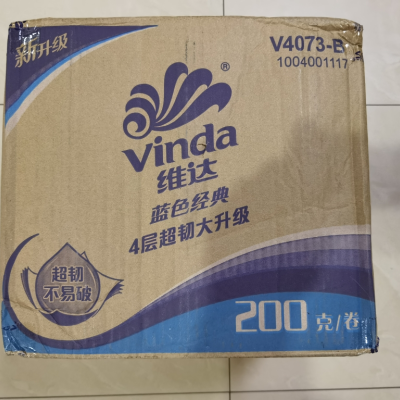 新升级
V4073-B
1004001117
®
Vinda
维达
蓝色经典
4层超韧大升级
超韧
不易破
200克/卷